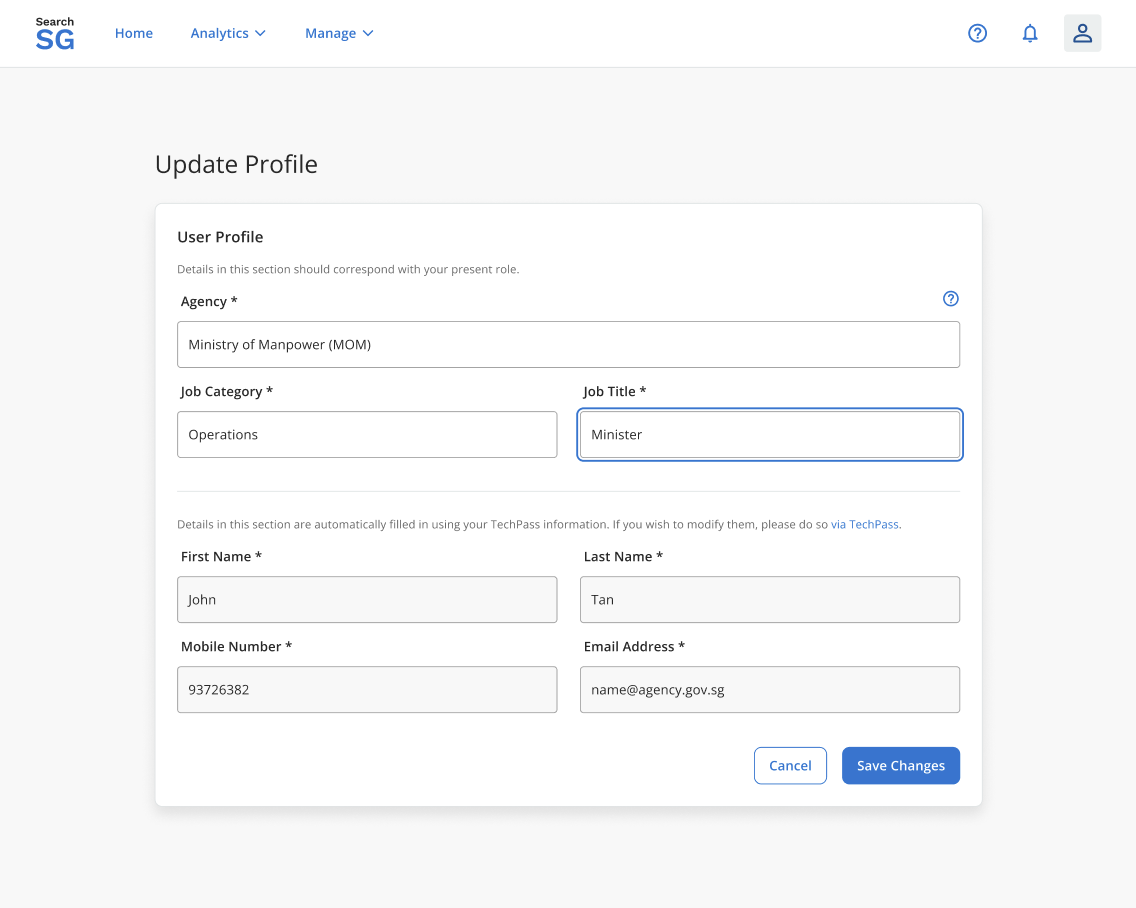 Search
SG
Home
Analytics
Manage
Update Profile
User Profile
Details in this section should correspond with your present role.
Agency *
Ministry of Manpower (MOM)
Job Category *
Job Title *
Operations
Minister
Details in this section are automatically filled in using your TechPass information. If you wish to modify them, please do so via TechPass.
First Name *
Last Name *
John
Tan
Mobile Number *
Email Address *
93726382
name@agency.gov.sg
Cancel
Save Changes